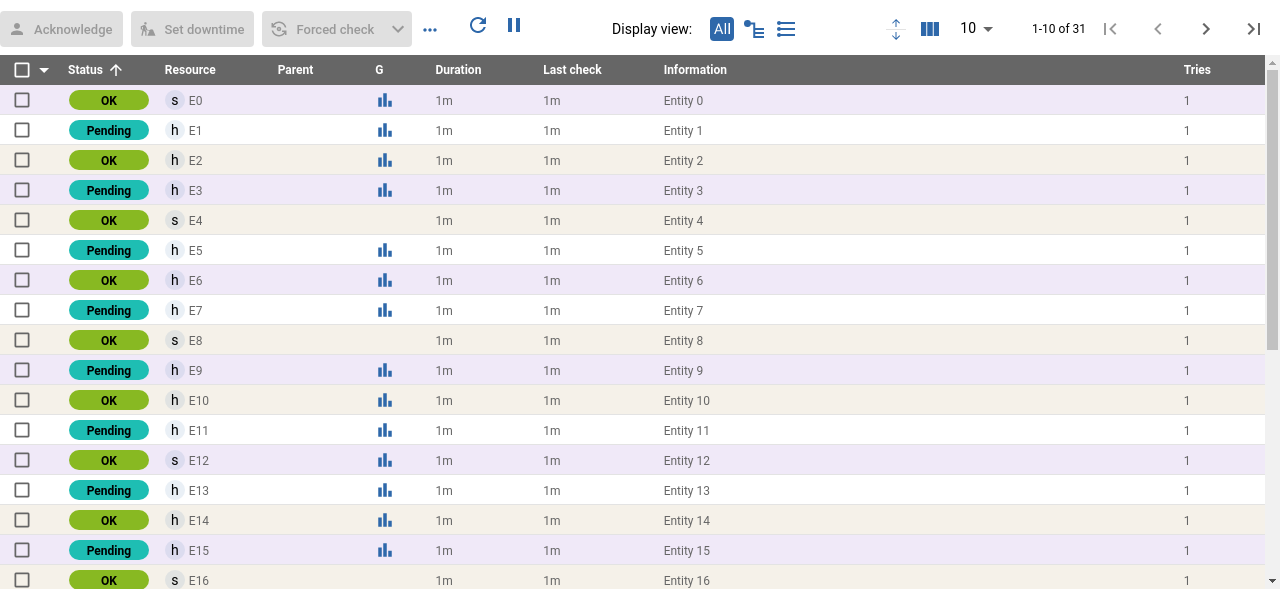 Acknowledge Set downtime Forced check Display view: All 10 1-10 of 31
Status Resource Parent G Duration Last check Information Tries
OK s E0 1m 1m Entity 0 1
Pending h E1 1m 1m Entity 1 1
OK h E2 1m 1m Entity 2 1
Pending h E3 1m 1m Entity 3 1
OK s E4 1m 1m Entity 4 1
Pending h E5 1m 1m Entity 5 1
OK h E6 1m 1m Entity 6 1
Pending h E7 1m 1m Entity 7 1
OK s E8 1m 1m Entity 8 1
Pending h E9 1m 1m Entity 9 1
OK h E10 1m 1m Entity 10 1
Pending h E11 1m 1m Entity 11 1
OK s E12 1m 1m Entity 12 1
Pending h E13 1m 1m Entity 13 1
OK h E14 1m 1m Entity 14 1
Pending h E15 1m 1m Entity 15 1
OK s E16 1m 1m Entity 16 1